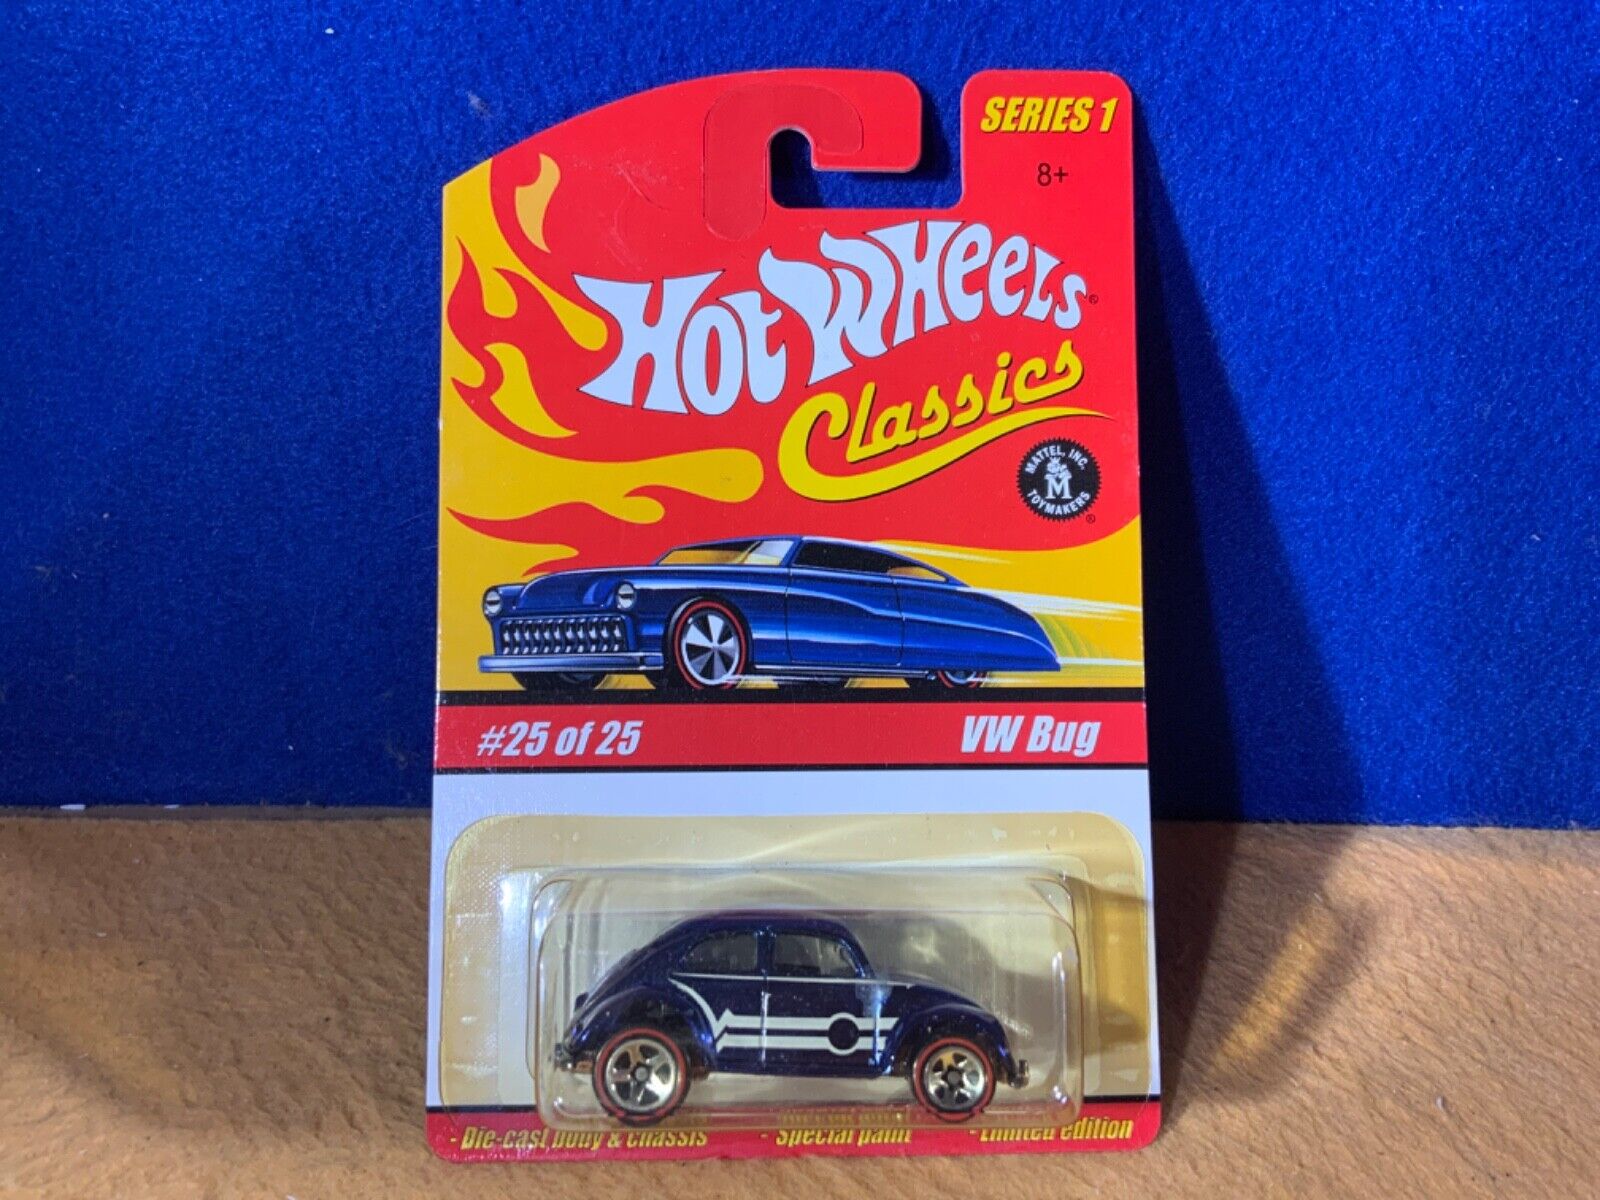 SERIES 1
8+
Hot Wheels®
Classics
MATTEL, INC.
M
TOYMAKERS
®
#25 of 25
VW Bug
- Die-cast body & chassis - Special paint - Limited edition